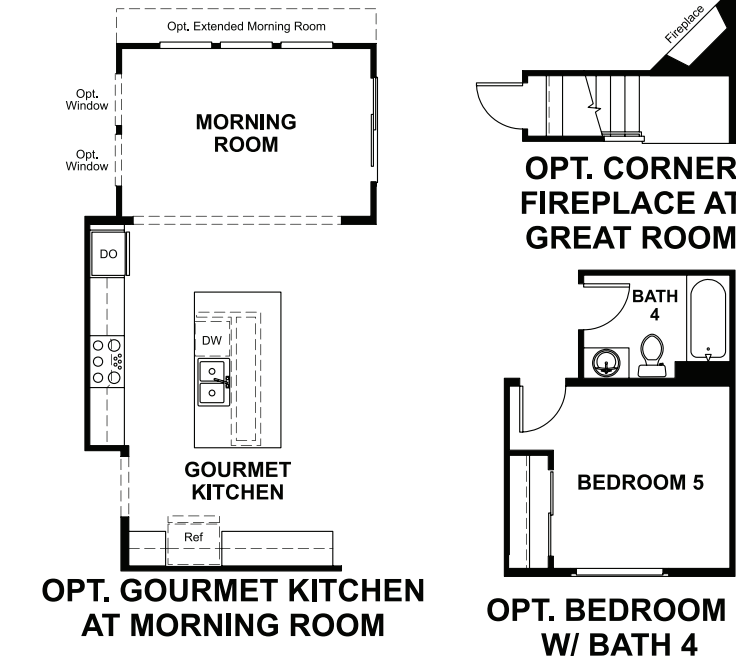 Opt. Extended Morning Room
Opt.
Window
Opt.
Window
MORNING
ROOM
DO
DW
GOURMET
KITCHEN
Ref
OPT. GOURMET KITCHEN
AT MORNING ROOM
Fireplace
OPT. CORNER
FIREPLACE AT
GREAT ROOM
BATH
4
BEDROOM 5
OPT. BEDROOM
W/ BATH 4